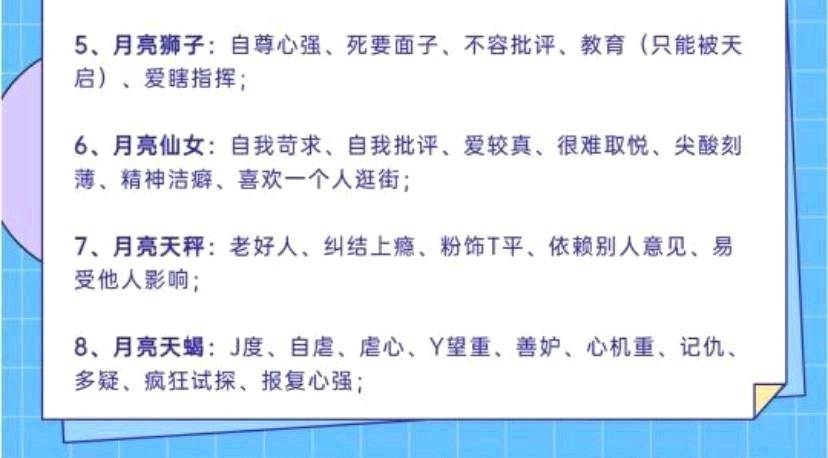 5、月亮狮子：自尊心强、死要面子、不容批评、教育（只能被天
启）、爱瞎指挥；
6、月亮仙女：自我苛求、自我批评、爱较真、很难取悦、尖酸刻
薄、精神洁癖、喜欢一个人逛街；
7、月亮天秤：老好人、纠结上瘾、粉饰T平、依赖别人意见、易
受他人影响；
8、月亮天蝎：J度、自虐、虐心、Y望重、善妒、心机重、记仇、
多疑、疯狂试探、报复心强；